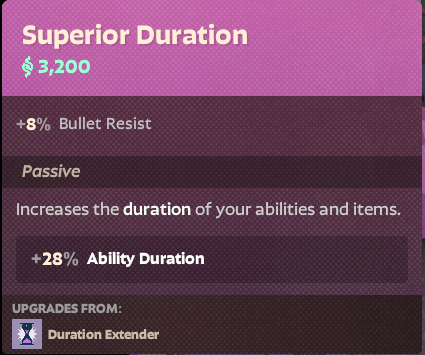 Superior Duration
3,200
+8% Bullet Resist
Passive
Increases the duration of your abilities and items.
+28% Ability Duration
UPGRADES FROM:
Duration Extender